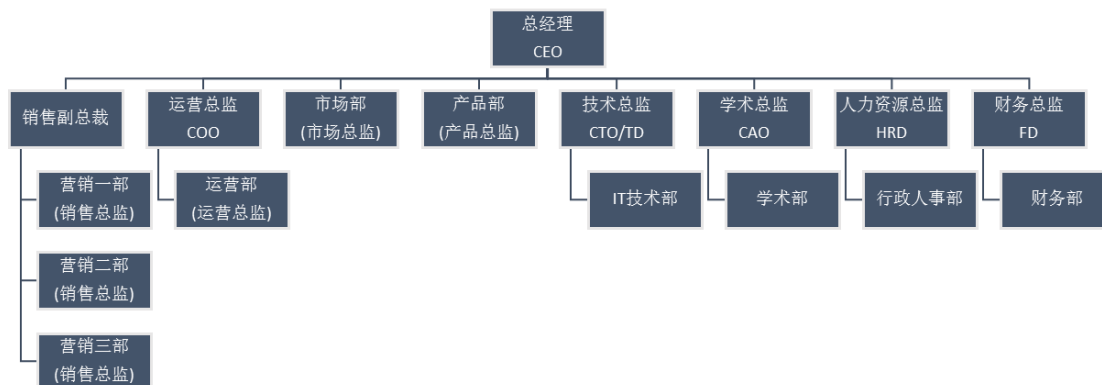 总经理
CEO
销售副总裁
运营总监
COO
市场部
(市场总监)
产品部
(产品总监)
技术总监
CTO/TD
学术总监
CAO
人力资源总监
HRD
财务总监
FD
营销一部
(销售总监)
运营部
(运营总监)
IT技术部
学术部
行政人事部
财务部
营销二部
(销售总监)
营销三部
(销售总监)